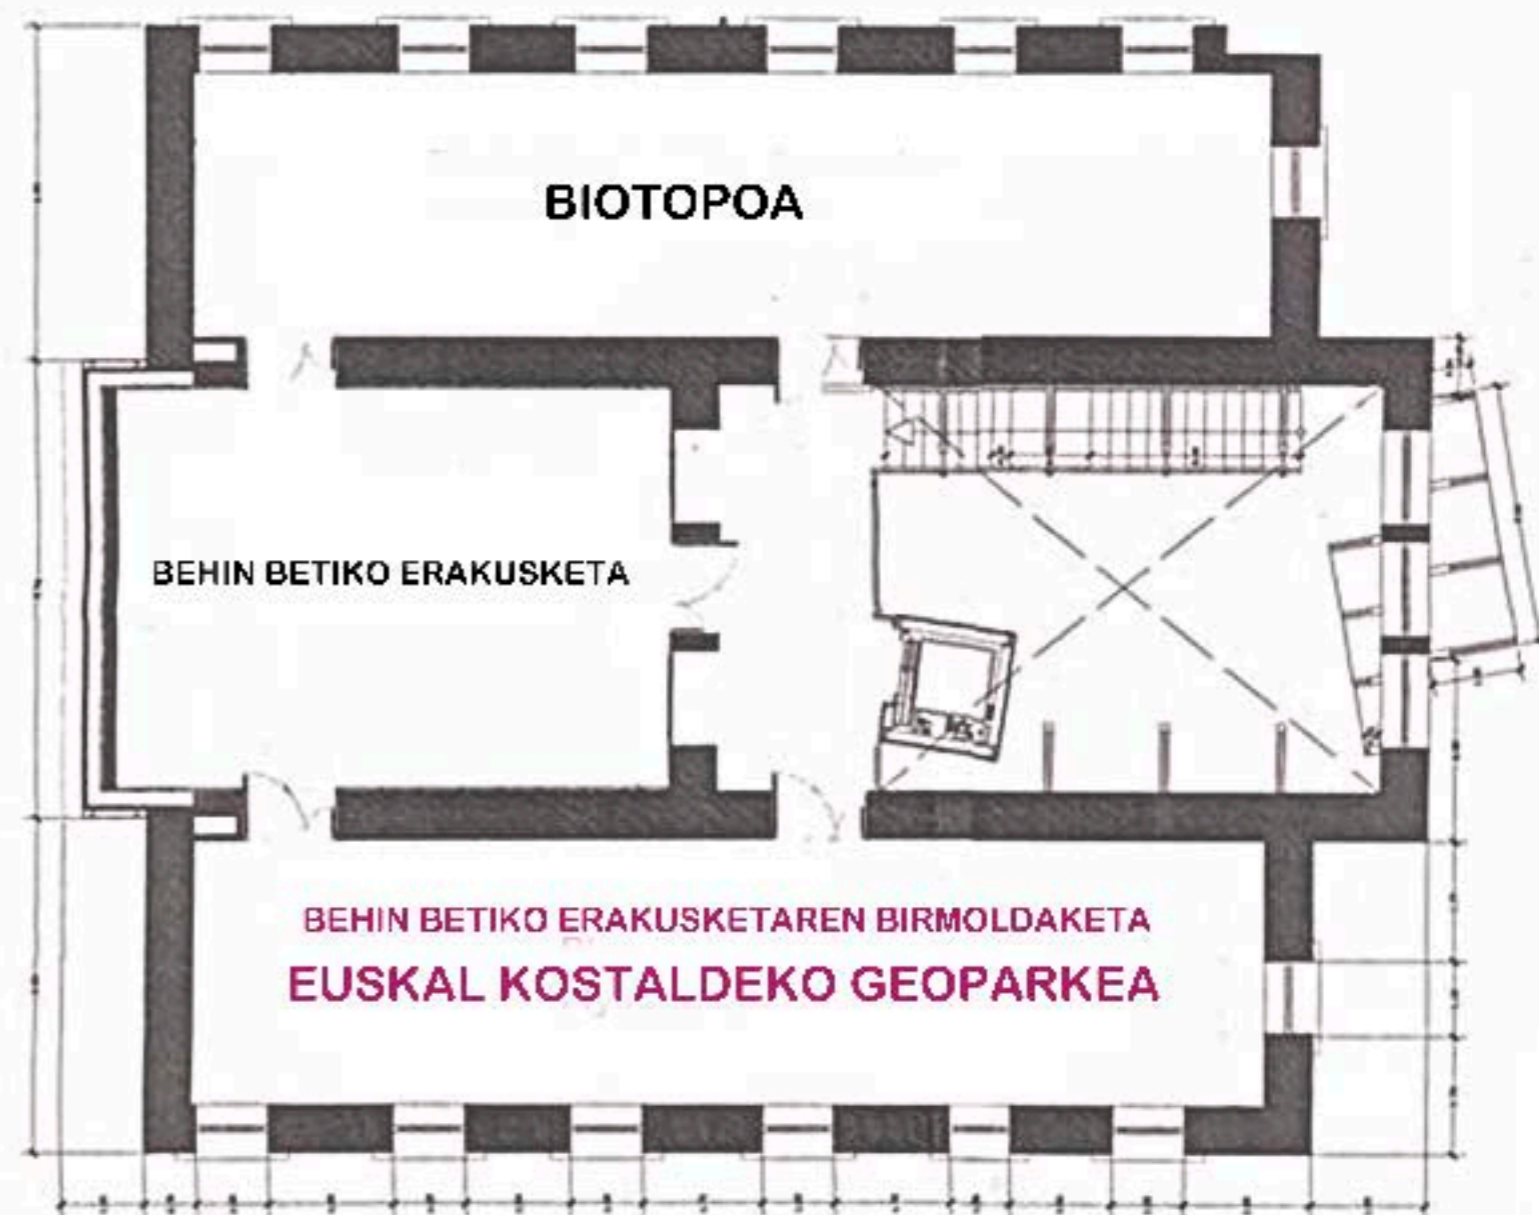 BIOTOPOA
BEHIN BETIKO ERAKUSKETA
BEHIN BETIKO ERAKUSKETAREN BIRMOLDAKETA
EUSKAL KOSTALDEKO GEOPARKEA